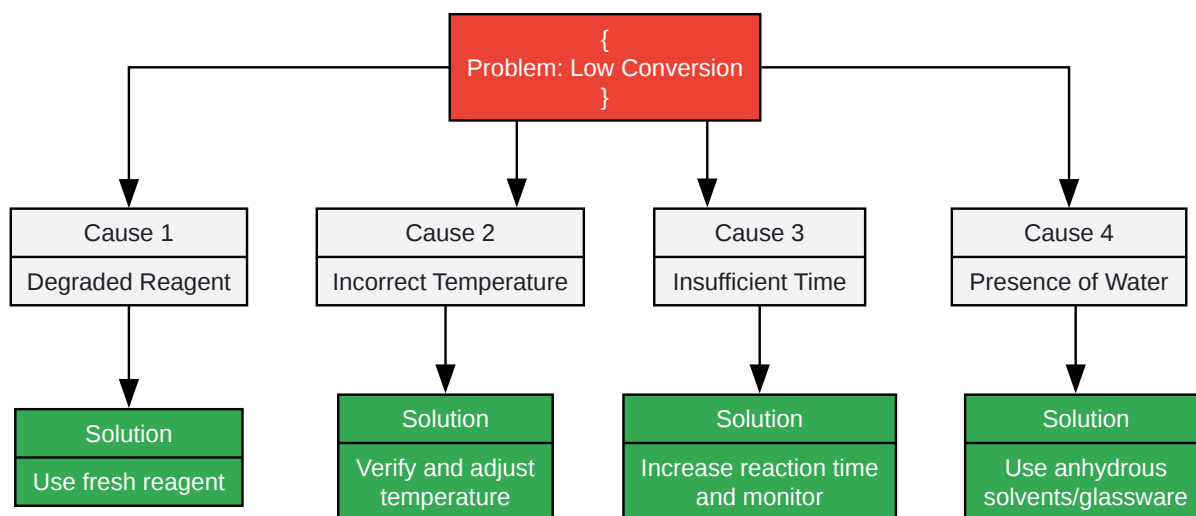 {
Problem: Low Conversion
}
Cause 1
Degraded Reagent
Cause 2
Incorrect Temperature
Cause 3
Insufficient Time
Cause 4
Presence of Water
Solution
Use fresh reagent
Solution
Verify and adjust
temperature
Solution
Increase reaction time
and monitor
Solution
Use anhydrous
solvents/glassware